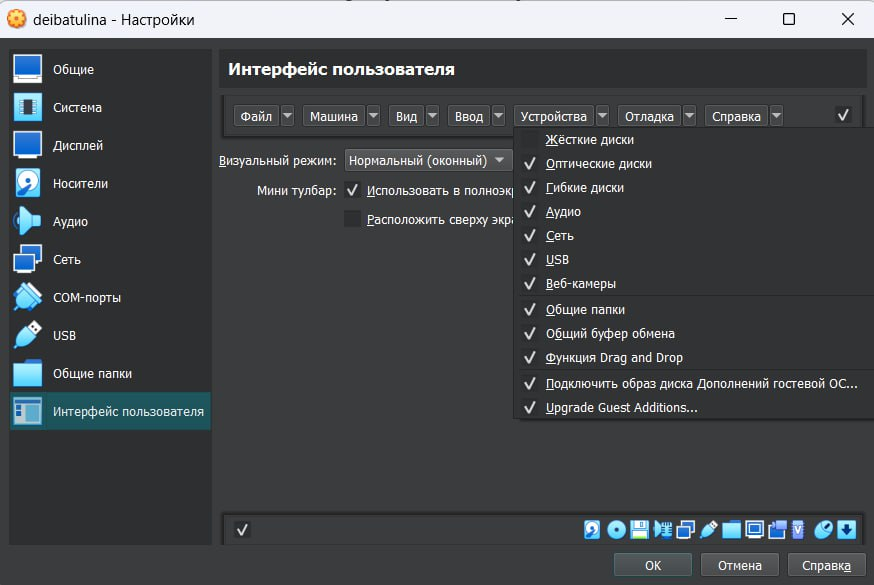 deibatulina - Настройки
Общие
Система
Дисплей
Носители
Аудио
Сеть
COM-порты
USB
Общие папки
Интерфейс пользователя
Интерфейс пользователя
Файл Машина Вид Ввод Устройства Отладка Справка
Визуальный режим: Нормальный (оконный)
Мини тулбар: Использовать в полноэк
Расположить сверху экра
Жёсткие диски
Оптические диски
Гибкие диски
Аудио
Сеть
USB
Веб-камеры
Общие папки
Общий буфер обмена
Функция Drag and Drop
Подключить образ диска Дополнений гостевой ОС...
Upgrade Guest Additions...
OK Отмена Справка